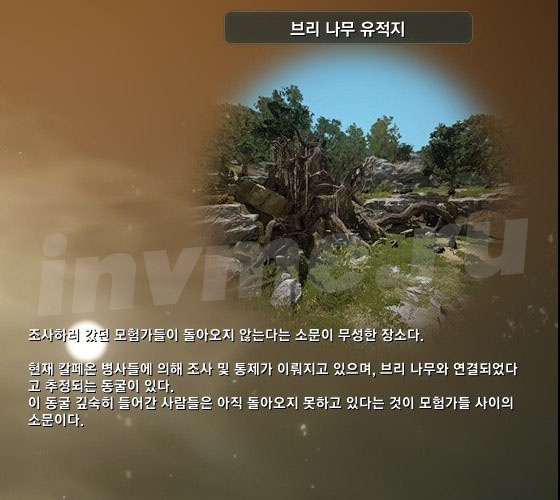 브리 나무 유적지
invmc.ru
조사하러 갔던 모험가들이 돌아오지 않는다는 소문이 무성한 장소다.
현재 칼페온 병사들에 의해 조사 및 통제가 이뤄지고 있으며, 브리 나무와 연결되었다
고 추정되는 동굴이 있다.
이 동굴 깊숙히 들어간 사람들은 아직 돌아오지 못하고 있다는 것이 모험가들 사이의
소문이다.